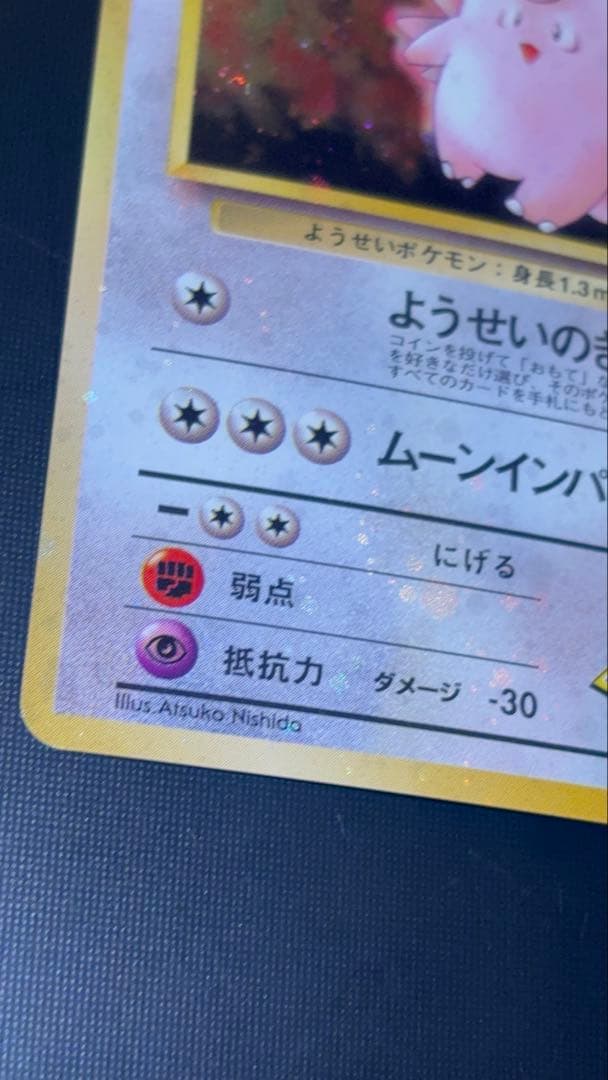 ようせいポケモン：身長1.3m
ようせいのき
コインを投げて「おもて」が
を好きなだけ選び、そのポケ
すべてのカードを手札にも
ムーンインパ
にげる
弱点
抵抗力 ダメージ -30
Illus. Atsuko Nishida